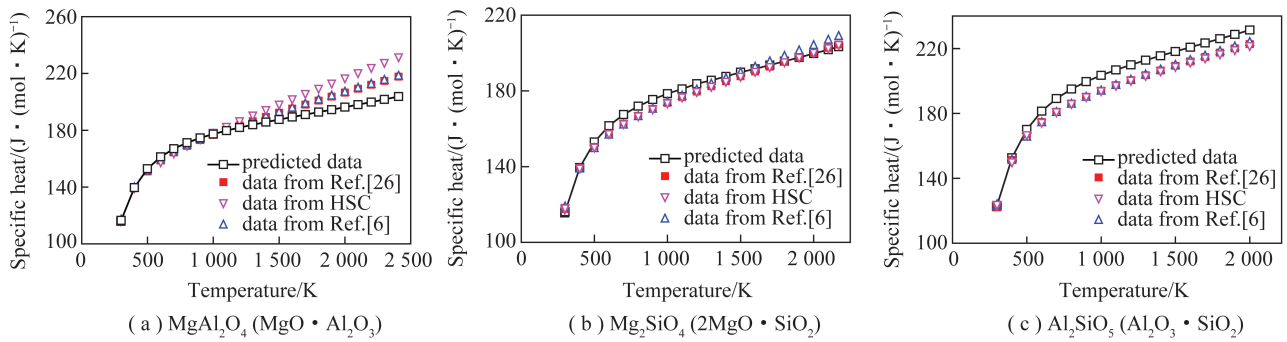 260
220
180
140
100
Specific heat/(J • (mol • K)⁻¹
predicted data
data from Ref.[26]
data from HSC
data from Ref.[6]
0 500 1 000 1 500 2 000 2 500
Temperature/K
( a ) MgAl₂O₄ (MgO • Al₂O₃)
220
180
140
100
Specific heat/(J • (mol • K)⁻¹
predicted data
data from Ref.[26]
data from HSC
data from Ref.[6]
0 500 1 000 1 500 2 000
Temperature/K
( b ) Mg₂SiO₄ (2MgO • SiO₂)
220
180
140
100
Specific heat/(J • (mol • K)⁻¹
predicted data
data from Ref.[26]
data from HSC
data from Ref.[6]
0 500 1 000 1 500 2 000
Temperature/K
( c ) Al₂SiO₅ (Al₂O₃ • SiO₂)